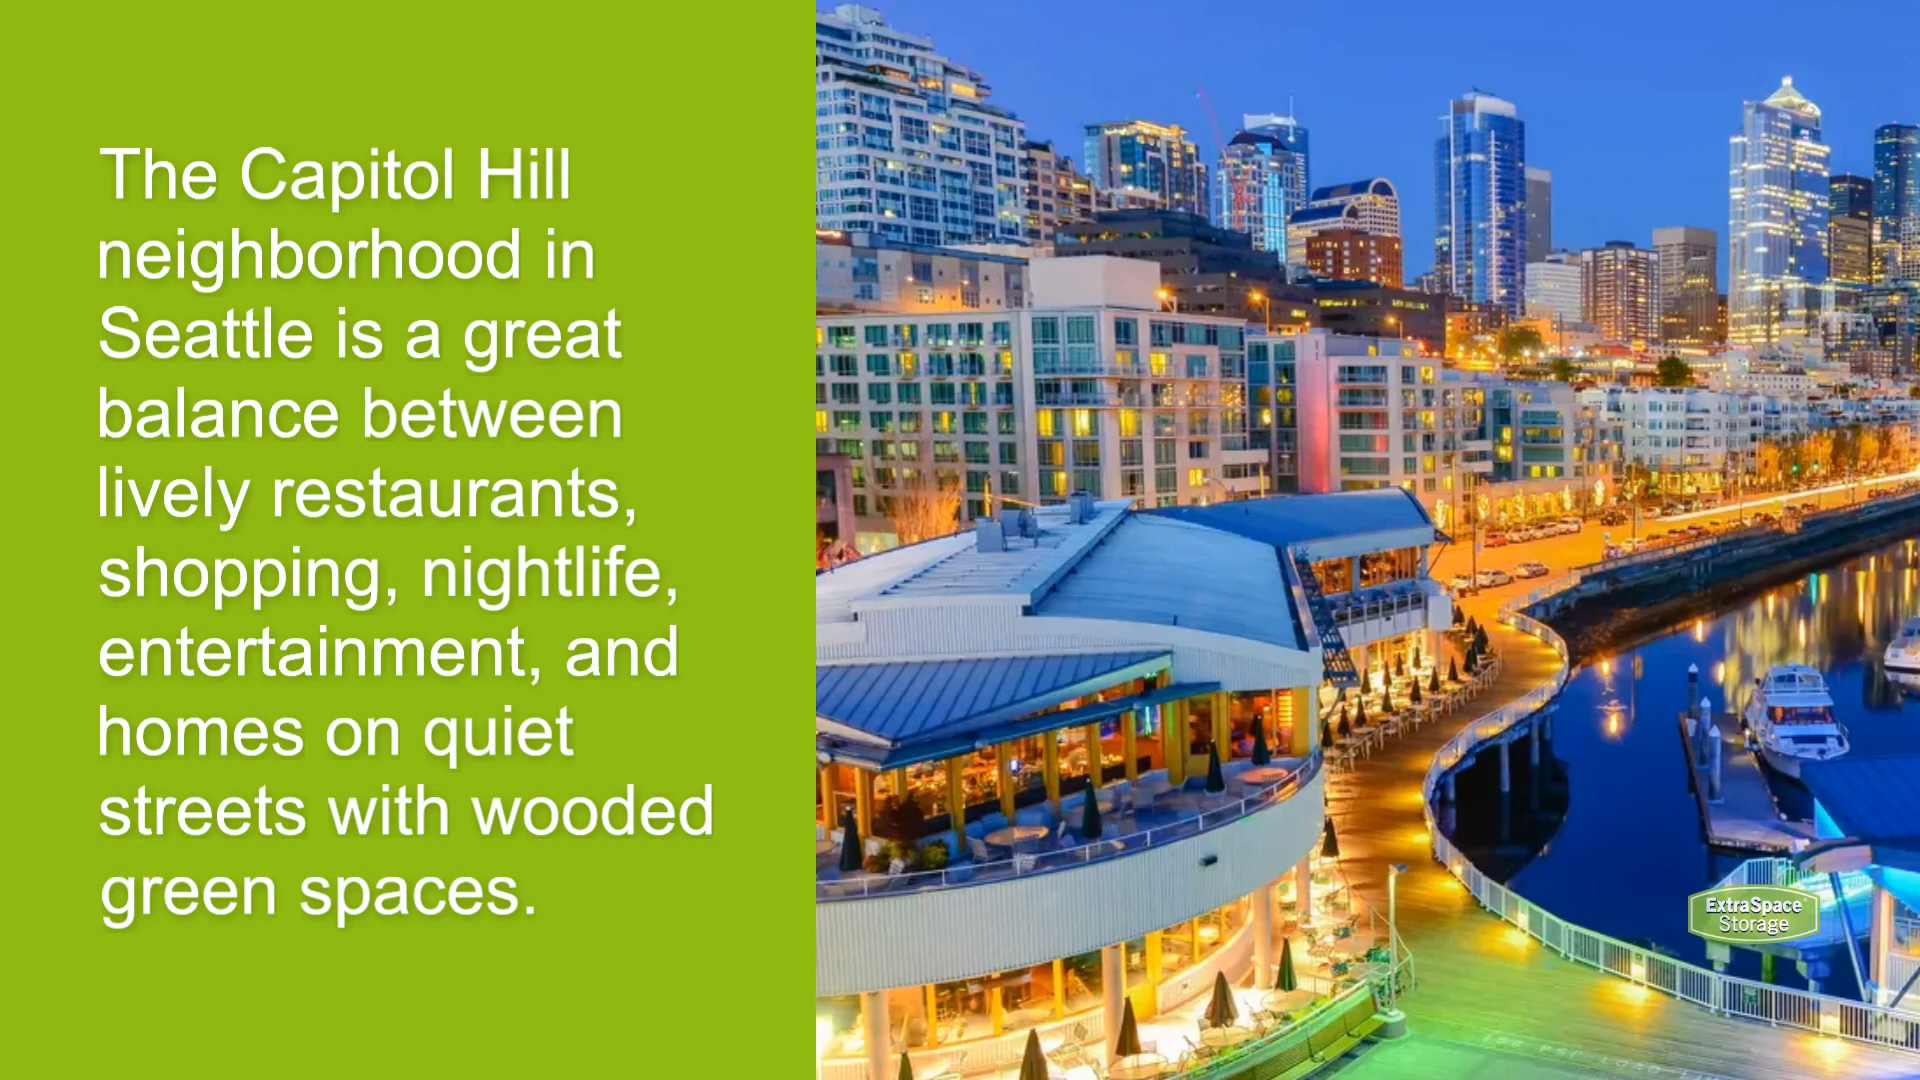 The Capitol Hill
neighborhood in
Seattle is a great
balance between
lively restaurants,
shopping, nightlife,
entertainment, and
homes on quiet
streets with wooded
green spaces.
ExtraSpace
Storage